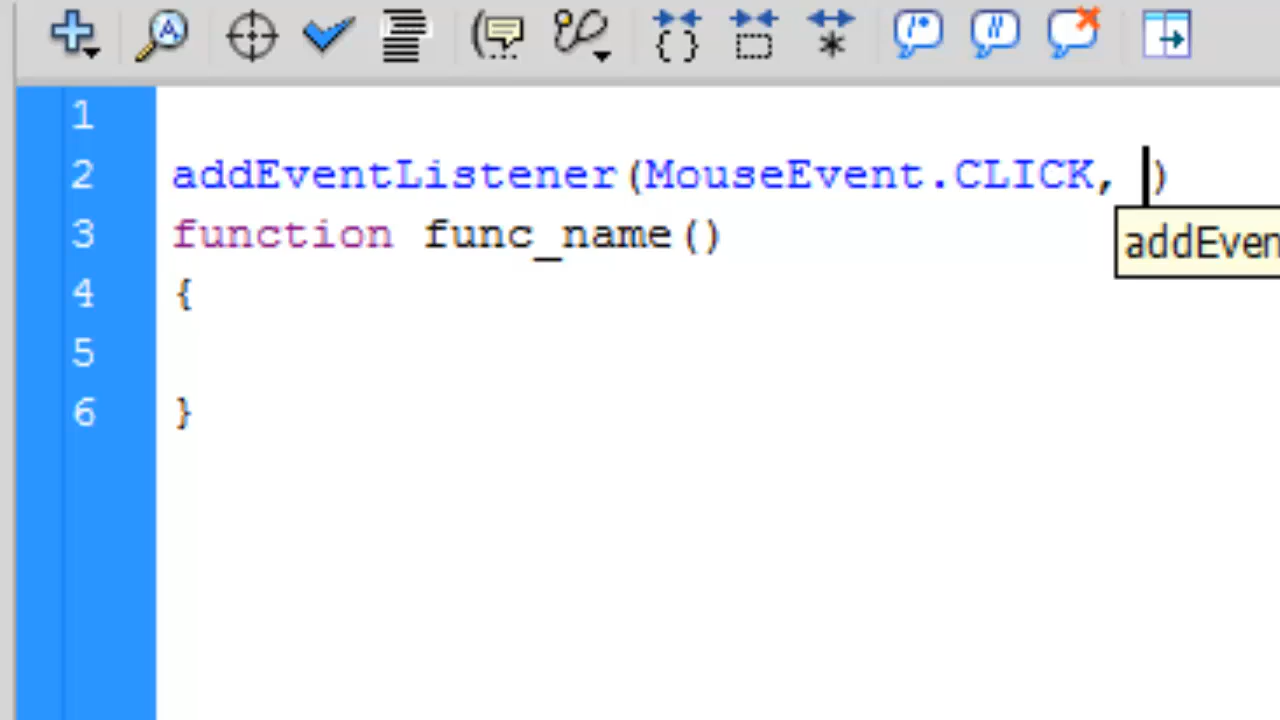 1
2 addEventListener(MouseEvent.CLICK, )
3 function func_name()
addEven
4 {
5
6 }